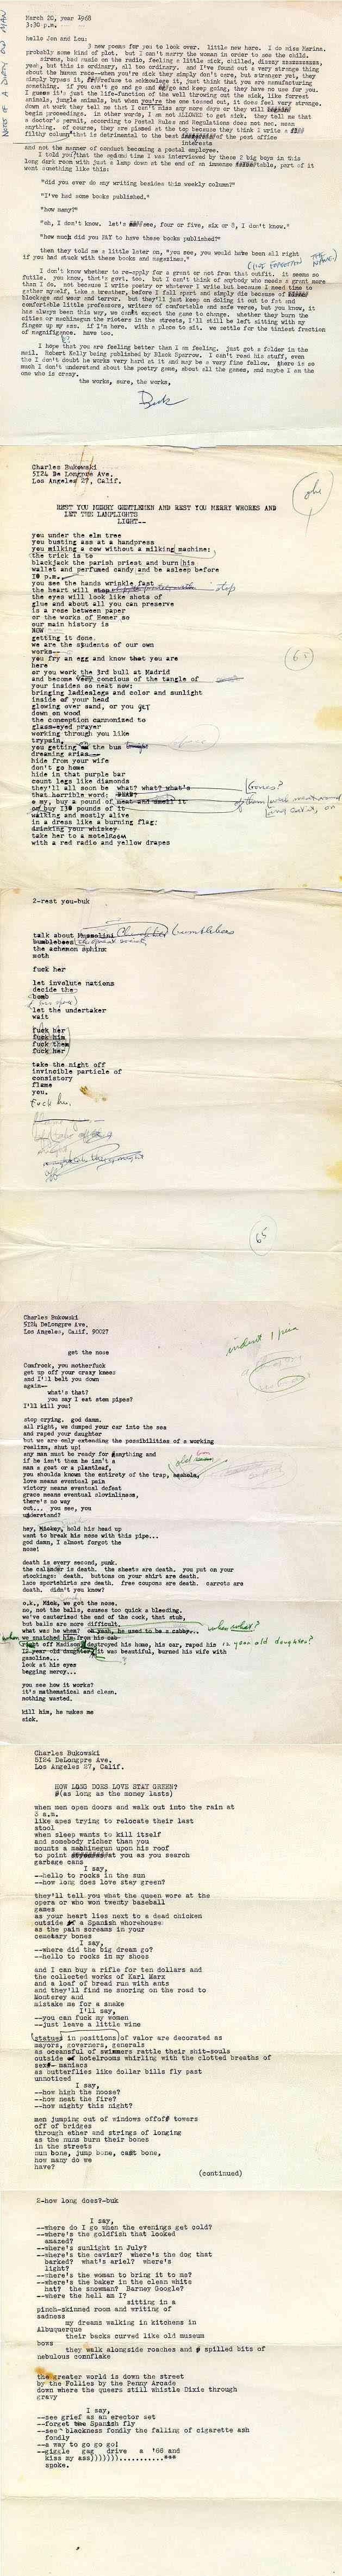 NOTES OF A DIRTY OLD MAN
March 20, year 1968
3:30 p.m.
hello Jon and Lou:
3 new poems for you to look over. little new here. I do miss Marina.
probably some kind of plot. but I can't marry the woman in order to see the child.
siren, bad music on the radio, feeling a little sick, chilled, dizzy
yeah, but this is ordinary, all too ordinary. and I've found out a very strange thing
about the human race--when you're sick they simply don't care, but stranger yet, they
simply bypass it, refuse to acknowledge it, just think that you are manufacturing
something. if you can't go and go and go and keep going, they have no use for you.
I guess it's just the life-function of the well throwing out the sick, like forrest
animals, jungle animals, but when you're the one tossed out, it does feel very strange.
down at work they tell me that I can't miss any more days or they will
begin proceedings. in other words, I am not ALLOWED to get sick. they tell me that
a doctor's permit, according to Postal Rules and Regulations does not mean
anything. of course, they are pissed at the top because they think I write a
filthy column that is detrimental to the best of the post office
interests
and not the manner of conduct becoming a postal employee.
I told you that the time I was interviewed by these 2 big boys in this
long dark room with just a lamp down at the end of an immense table, part of it
went something like this:
"did you ever do any writing besides this weekly column?"
"I've had some books published."
"how many?"
"oh, I don't know. let's see, four or five, six or 8, I don't know."
"how much did you PAY to have these books published?"
then they told me a little later on, "you see, you would have been all right
if you had stuck with these books and magazines."
(I'VE FORGOTTEN THE NAME.)
I don't know whether to re-apply for a grant or not from that outfit. it seems so
futile. you know, that's gov't. too. but I can't think of anybody who needs a grant more
than I do. not because I write poetry or whatever I write but because I need time to
gather myself, take a breather, before I fall apart and simply die because of
blockage and wear and terror. but they'll just keep on doling it out to fat and
comfortable little professors, writing their comfortable and safe verse, but you know, it
has always been this way, we can't expect the game to change. whether they burn the
cities or machinegun the rioters in the streets, I'll still be left sitting with my
finger up my ass. if I'm here, with a place to sit. we settle for the tiniest fraction
of magnificence. have too.
I hope that you are feeling better than I am feeling. just got a folder in the
mail. Robert Kelly being published by Black Sparrow. I can't read his stuff, even
tho I don't doubt he works very hard at it and may be a very fine fellow. there is so
much I don't understand about the poetry game, about all the games, and maybe I am the
one who is crazy.
the works, sure, the works,
Buk
Charles Bukowski
5124 De Longpre Ave.
Los Angeles 27, Calif.
REST YOU MERRY GENTLEMEN AND REST YOU MERRY WHORES AND
LET THE LAMPLIGHTS
LIGHT--
you under the elm tree
you busting ass at a handpress
you milking a cow without a milking machine:
the trick is to
blackjack the parish priest and burn his
wallet and perfumed candy and be asleep before
10 p.m.
you see the hands wrinkle fast
the heart will stop
the eyes will look like shots of
glue and about all you can preserve
is a rose between paper
or the works of Homer so
our main history is
NOW
getting it done.
we are the students of our own
works--
you fry an egg and know that you are
here
or you work the 3rd bull at Madrid
and become very concious of the tangle of
your insides so neat now:
bringing ladieslegs and color and sunlight
inside of your head
glowing over sand, or you get
down on wood
the conception cannonized to
glass-eyed prayer
working through you like
trypsin,
you getting on the bus
dreaming arias
hide from your wife
don't go home
hide in that purple bar
count legs like diamonds
they'll all soon be what? what? what's
that horrible word: DEAD?
o my, buy a pound of meat and smell it
of buy 130 pounds of it
walking and mostly alive
in a dress like a burning flag:
drinking your whiskey
take her to a motelroom
with a red radio and yellow drapes
(65)
2-rest you-buk
talk about Mussolini
bumblebees
the achemon sphinx
moth
fuck her
let involute nations
decide the
bomb
let the undertaker
wait
fuck her
fuck him
fuck them
fuck her
take the night off
invincible particle of
consistory
flame
you.
fuck her.
65
Charles Bukowski
5124 DeLongpre Ave.
Los Angeles, Calif. 90027
indent 1 pica
get the nose
Comfrook, you motherfuck
get up off your crazy knees
and I'll belt you down
again--
what's that?
you say I eat stem pipes?
I'll kill you!
stop crying. god damn.
all right, we dumped your car into the sea
and raped your daughter
but we are only extending the possibilities of a working
realism, shut up!
any man must be ready for anything and
if he isn't then he isn't a
man a goat or a plantleaf,
you shoulda known the entirety of the trap, asshole,
love means eventual pain
victory means eventual defeat
grace means eventual slovinlinsm,
there's no way
out... you see, you
understand?
hey, Mickey, hold his head up
want to break his nose with this pipe...
god damn, I almost forgot the
nose!
death is every second, punk.
the calender is death. the sheets are death. you put on your
stockings: death. buttons on your shirt are death.
lace sportshirts are death. free coupons are death. carrots are
death. didn't you know?
o.k., Mick, we got the nose.
no, not the balls, causes too quick a bleeding.
we've cauterized the end of the cock, that stub,
but balls are more difficult.
what was he when? oh yeah, he used to be a cabby,
we snatched him from his cab
off Madison, destroyed his home, his car, raped his
12 year old daughter, it was beautiful, burned his wife with
gasoline...
look at his eyes
begging mercy...
when what?
12 year old daughter?
you see how it works?
it's mathematical and clean.
nothing wasted.
kill him, he makes me
sick.
Charles Bukowski
5124 DeLongpre Ave.
Los Angeles 27, Calif.
HOW LONG DOES LOVE STAY GREEN?
(as long as the money lasts)
when men open doors and walk out into the rain at
3 a.m.
like apes trying to relocate their last
stool
when sleep wants to kill itself
and somebody richer than you
mounts a machinegun upon his roof
to point at you as you search
garbage cans
I say,
--hello to rocks in the sun
--how long does love stay green?
they'll tell you what the queen wore at the
opera or who won twenty baseball
games
as your heart lies next to a dead chicken
outside of a Spanish whorehouse
as the pain screams in your
cemetary bones
I say,
--where did the big dream go?
--hello to rocks in my shoes
and I can buy a rifle for ten dollars and
the collected works of Karl Marx
and a loaf of bread run with ants
and they'll find me snoring on the road to
Monterey and
mistake me for a snake
I'll say,
--you can fuck my women
--just leave a little wine
statues in positions of valor are decorated as
mayors, governors, generals
as oceansful of swimmers rattle their shit-souls
outside of hotelrooms whirling with the clotted breaths of
sex-maniacs
as butterflies like dollar bills fly past
unnoticed
I say,
--how high the noose?
--how neat the fire?
--how mighty this night?
men jumping out of windows offof towers
off of bridges
through ether and strings of longing
as the nuns burn their bones
in the streets
nun bone, jump bone, cast bone,
how many do we
have?
(continued)
2-how long does?-buk
I say,
--where do I go when the evenings get cold?
--where's the goldfish that looked
amazed?
--where's sunlight in July?
--where's the caviar? where's the dog that
barked? what's ariel? where's
light?
--where's the woman to bring it to me?
--where's the baker in the clean white
hat? the snowman? Barney Google?
--where the hell am I?
sitting in a
pinch-skinned room and writing of
sadness
my dreams walking in kitchens in
Albuquerque
their backs curved like old museum
bows
they walk alongside roaches and spilled bits of
nebulous cornflake
the greater world is down the street
by the Follies by the Penny Arcade
down where the queers still whistle Dixie through
gravy
I say,
--see grief as an erector set
--forget the Spanish fly
--see blackness fondly the falling of cigarette ash
fondly
--a way to go go go!
--giggle gag drive a '66 and
kiss my ass)))))))...........
spoke.